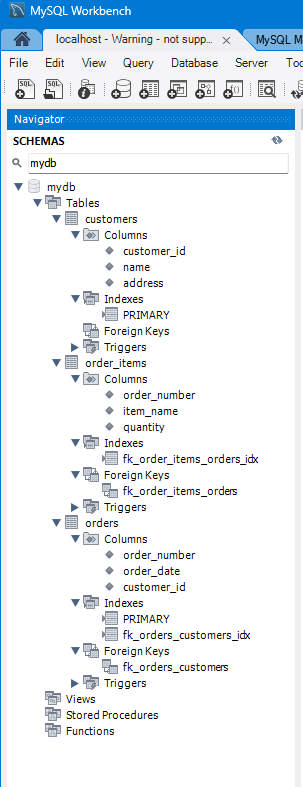 MySQL Workbench
localhost - Warning - not supp... × MySQL M
File Edit View Query Database Server Too
SQL SQL
Navigator
SCHEMAS
mydb
mydb
Tables
customers
Columns
customer_id
name
address
Indexes
PRIMARY
Foreign Keys
Triggers
order_items
Columns
order_number
item_name
quantity
Indexes
fk_order_items_orders_idx
Foreign Keys
fk_order_items_orders
Triggers
orders
Columns
order_number
order_date
customer_id
Indexes
PRIMARY
fk_orders_customers_idx
Foreign Keys
fk_orders_customers
Triggers
Views
Stored Procedures
Functions